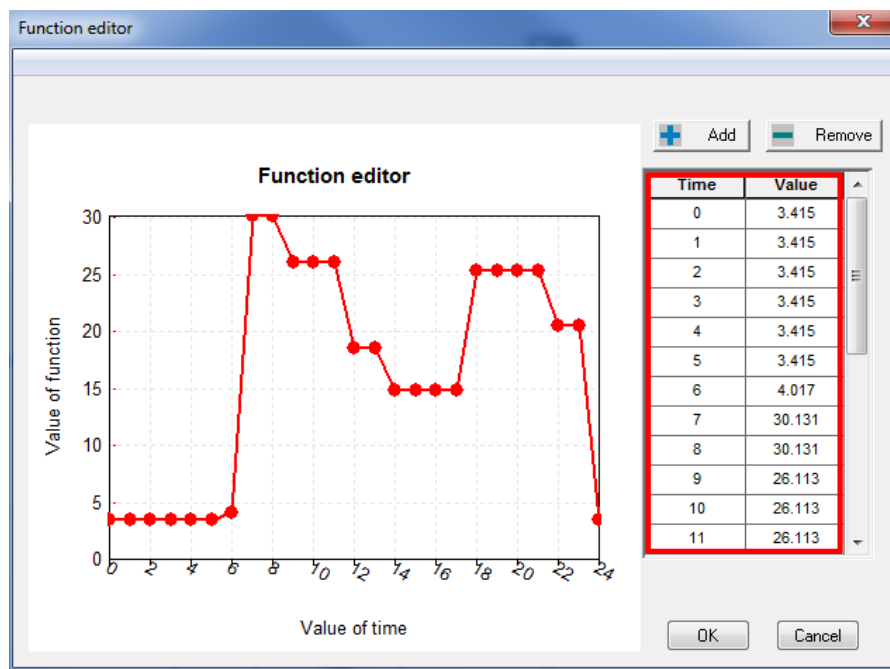 Function editor
Add
Remove
Function editor
30
25
20
15
10
5
0
Value of function
0 2 4 6 8 10 12 14 16 18 20 22 24
Value of time
Time Value
0 3.415
1 3.415
2 3.415
3 3.415
4 3.415
5 3.415
6 4.017
7 30.131
8 30.131
9 26.113
10 26.113
11 26.113
OK
Cancel